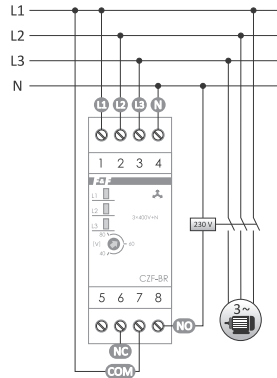 L1
L2
L3
N
L1 L2 L3 N
1 2 3 4
F&F
L1
L2
L3
3×400V+N
80
[V] 60
40
CZF-BR
230 V
3~
5 6 7 8
NO
NC
COM